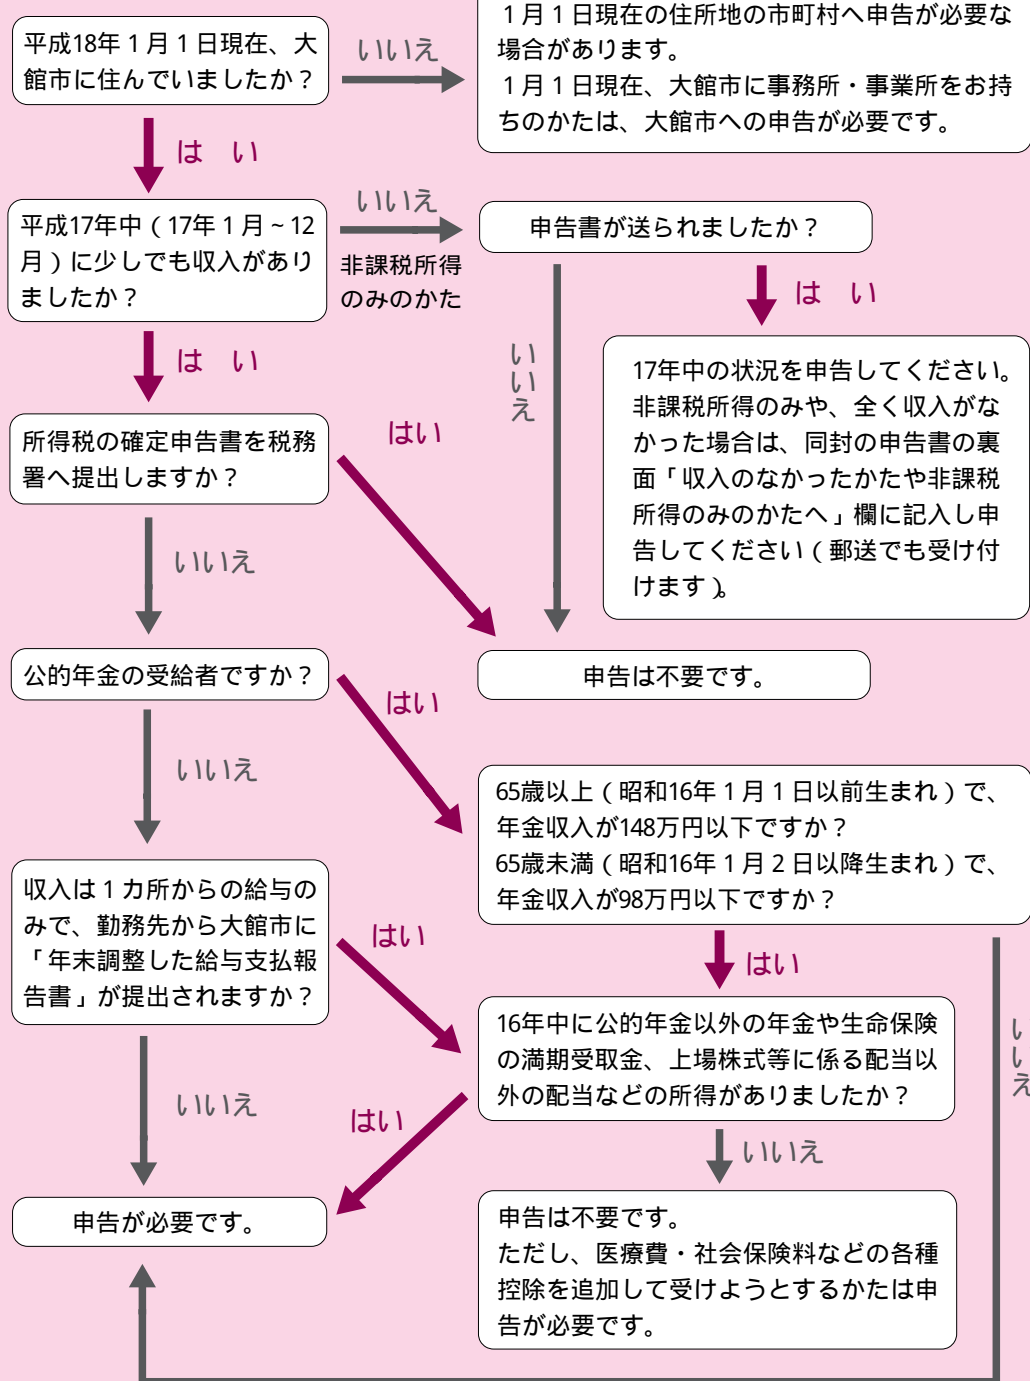 平成18年１月１日現在、大
館市に住んでいましたか？
いいえ
１月１日現在の住所地の市町村へ申告が必要な
場合があります。
１月１日現在、大館市に事務所・事業所をお持
ちのかたは、大館市への申告が必要です。
は　い
平成17年中（17年１月～12
月）に少しでも収入があり
ましたか？
いいえ
非課税所得
のみのかた
申告書が送られましたか？
は　い
いいえ
17年中の状況を申告してください。
非課税所得のみや、全く収入がな
かった場合は、同封の申告書の裏
面「収入のなかったかたや非課税
所得のみのかたへ」欄に記入し申
告してください（郵送でも受け付
けます）。
は　い
所得税の確定申告書を税務
署へ提出しますか？
はい
いいえ
申告は不要です。
公的年金の受給者ですか？
はい
いいえ
65歳以上（昭和16年１月１日以前生まれ）で、
年金収入が148万円以下ですか？
65歳未満（昭和16年１月２日以降生まれ）で、
年金収入が98万円以下ですか？
はい
いいえ
収入は１カ所からの給与の
みで、勤務先から大館市に
「年末調整した給与支払報
告書」が提出されますか？
はい
いいえ
16年中に公的年金以外の年金や生命保険
の満期受取金、上場株式等に係る配当以
外の配当などの所得がありましたか？
はい
いいえ
申告が必要です。
申告は不要です。
ただし、医療費・社会保険料などの各種
控除を追加して受けようとするかたは申
告が必要です。